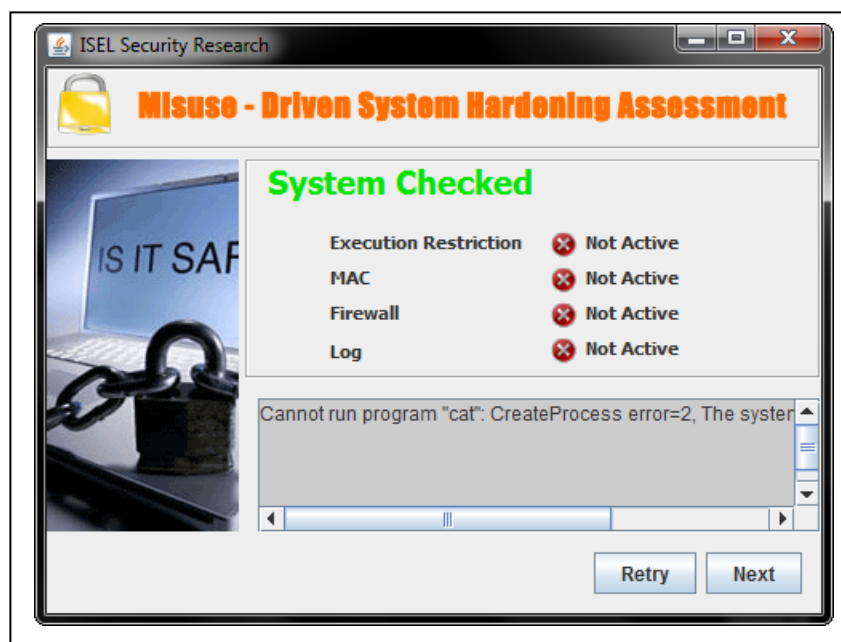 ISEL Security Research
Misuse - Driven System Hardening Assessment
IS IT SAF
System Checked
Execution Restriction Not Active
MAC Not Active
Firewall Not Active
Log Not Active
Cannot run program "cat": CreateProcess error=2, The system
Retry Next